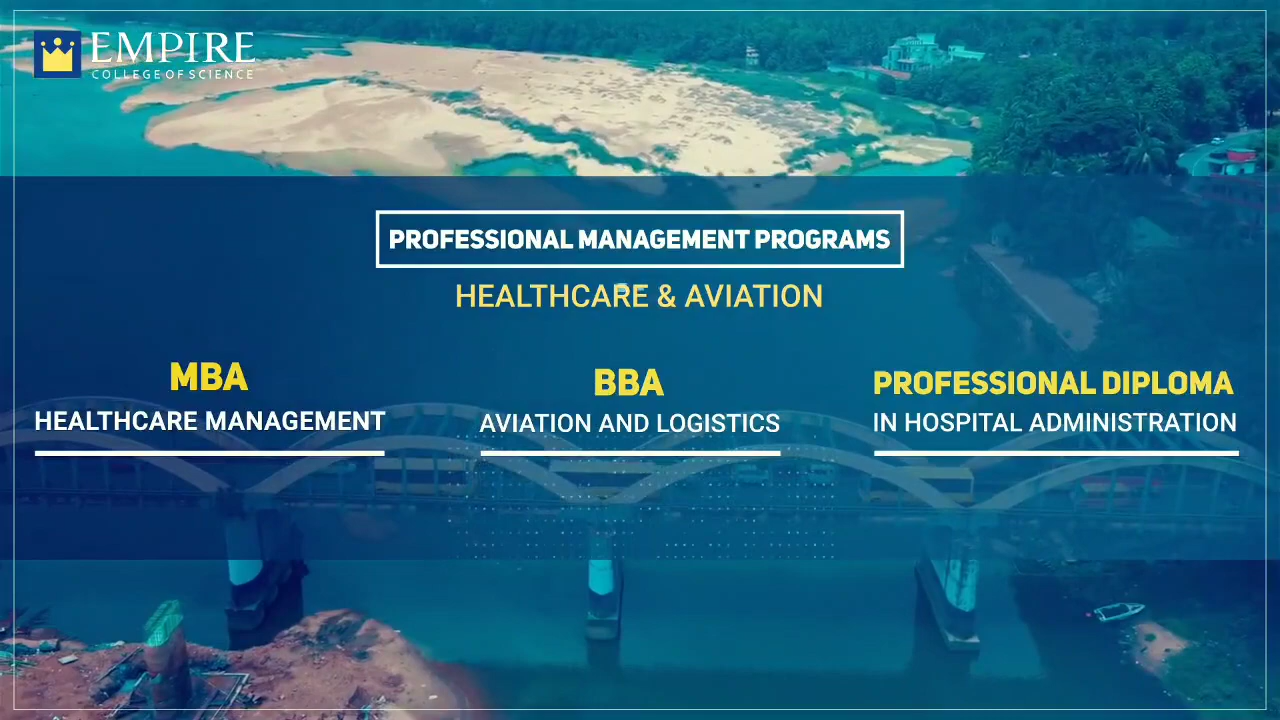 EMPIRE
COLLEGE OF SCIENCE
PROFESSIONAL MANAGEMENT PROGRAMS
HEALTHCARE & AVIATION
MBA
HEALTHCARE MANAGEMENT
BBA
AVIATION AND LOGISTICS
PROFESSIONAL DIPLOMA
IN HOSPITAL ADMINISTRATION